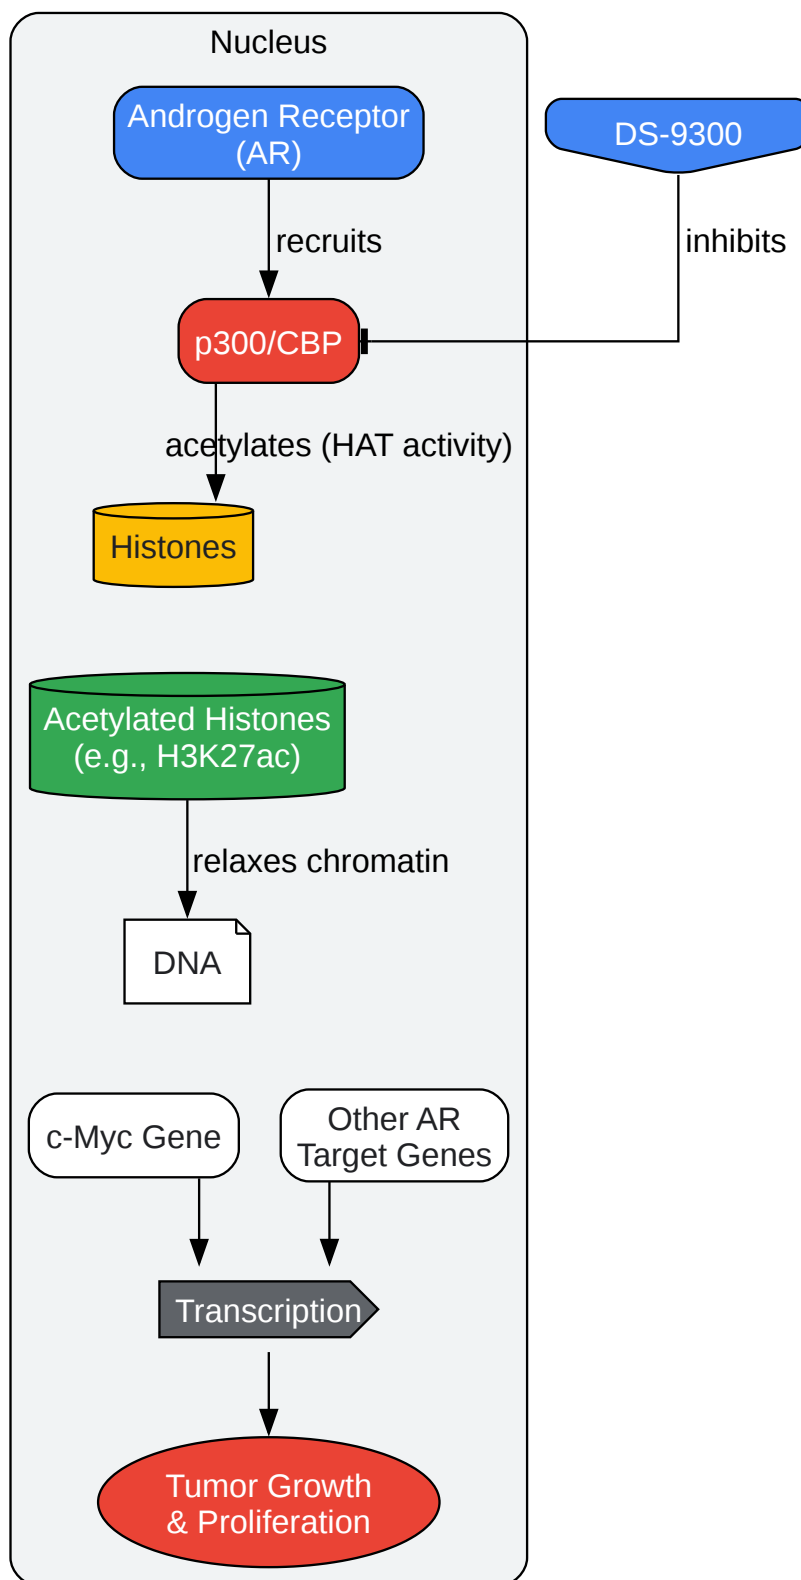 Nucleus
Androgen Receptor
(AR)
DS-9300
recruits
inhibits
p300/CBP
acetylates (HAT activity)
Histones
Acetylated Histones
(e.g., H3K27ac)
relaxes chromatin
DNA
c-Myc Gene
Other AR
Target Genes
Transcription
Tumor Growth
& Proliferation